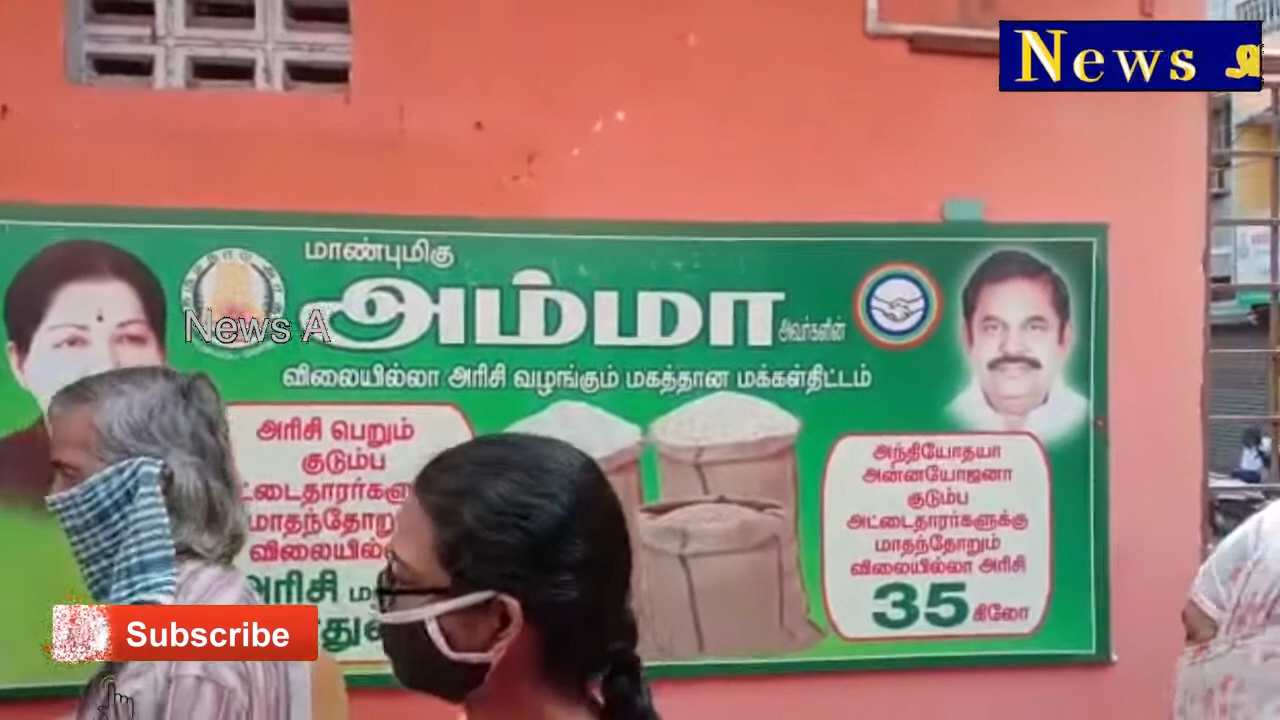 News அ
மாண்புமிகு
அம்மா அவர்களின்
News A
விலையில்லா அரிசி வழங்கும் மகத்தான மக்கள்திட்டம்
அரிசி பெறும்
குடும்ப
மாதந்தோறு
அரிசி
அந்தியோதயா
அன்னயோஜனா
குடும்ப
அட்டைதாரர்களுக்கு
மாதந்தோறும்
விலையில்லா அரிசி
35 கிலோ
Subscribe